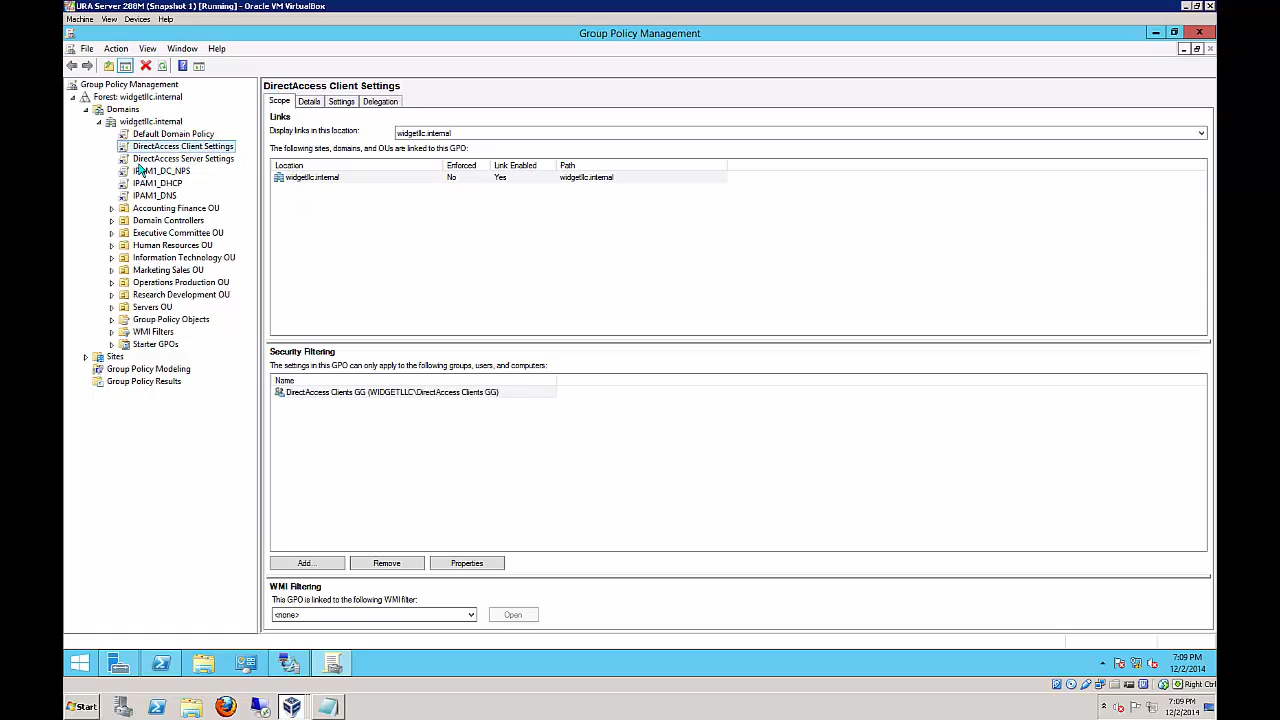 URA Server 288M (Snapshot 1) [Running] - Oracle VM VirtualBox
Machine View Devices Help
Group Policy Management
File Action View Window Help
Group Policy Management
Forest: widgetllc.internal
Domains
widgetllc.internal
Default Domain Policy
DirectAccess Client Settings
DirectAccess Server Settings
IPAM1_DC_NPS
IPAM1_DHCP
IPAM1_DNS
Accounting Finance OU
Domain Controllers
Executive Committee OU
Human Resources OU
Information Technology OU
Marketing Sales OU
Operations Production OU
Research Development OU
Servers OU
Group Policy Objects
WMI Filters
Starter GPOs
Sites
Group Policy Modeling
Group Policy Results
DirectAccess Client Settings
Scope Details Settings Delegation
Links
Display links in this location: widgetllc.internal
The following sites, domains, and OUs are linked to this GPO:
Location Enforced Link Enabled Path
widgetllc.internal No Yes widgetllc.internal
Security Filtering
The settings in this GPO can only apply to the following groups, users, and computers:
Name
DirectAccess Clients GG (WIDGETLLC\DirectAccess Clients GG)
Add... Remove Properties
WMI Filtering
This GPO is linked to the following WMI filter:
<none> Open
7:09 PM
12/2/2014
Right Ctrl
Start
7:09 PM
12/2/2014